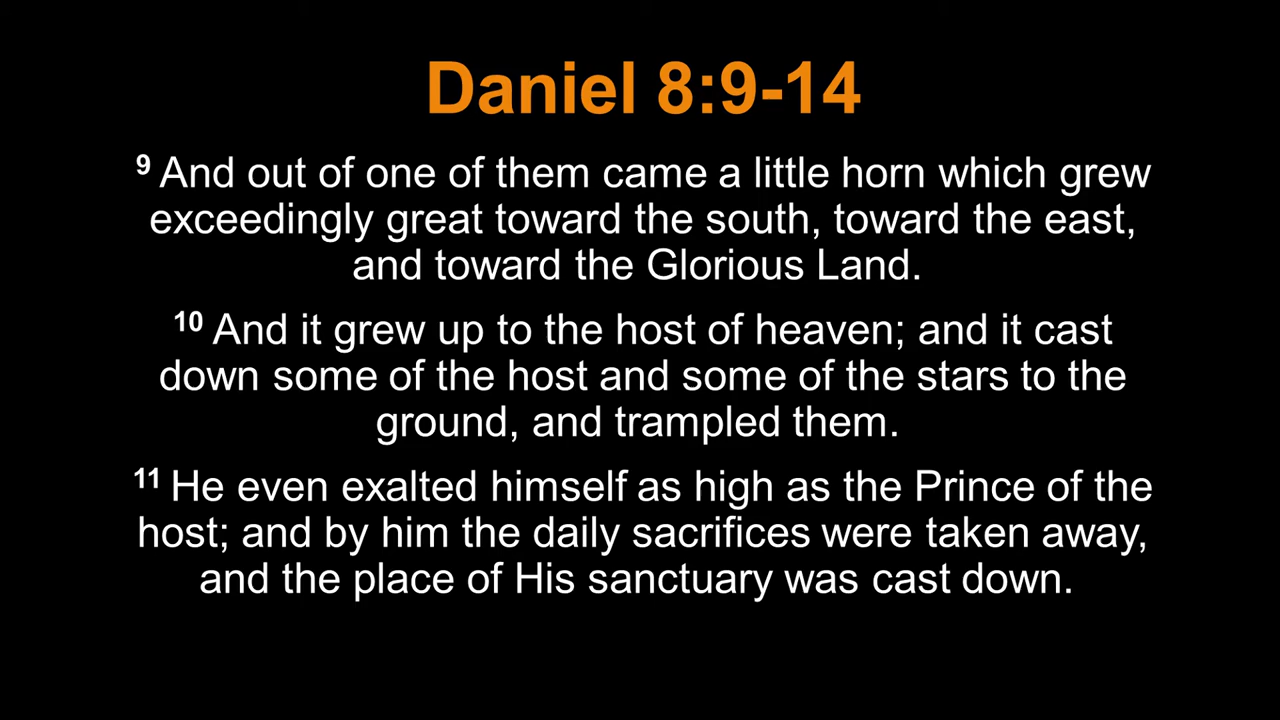 Daniel 8:9-14
9 And out of one of them came a little horn which grew
exceedingly great toward the south, toward the east,
and toward the Glorious Land.
10 And it grew up to the host of heaven; and it cast
down some of the host and some of the stars to the
ground, and trampled them.
11 He even exalted himself as high as the Prince of the
host; and by him the daily sacrifices were taken away,
and the place of His sanctuary was cast down.